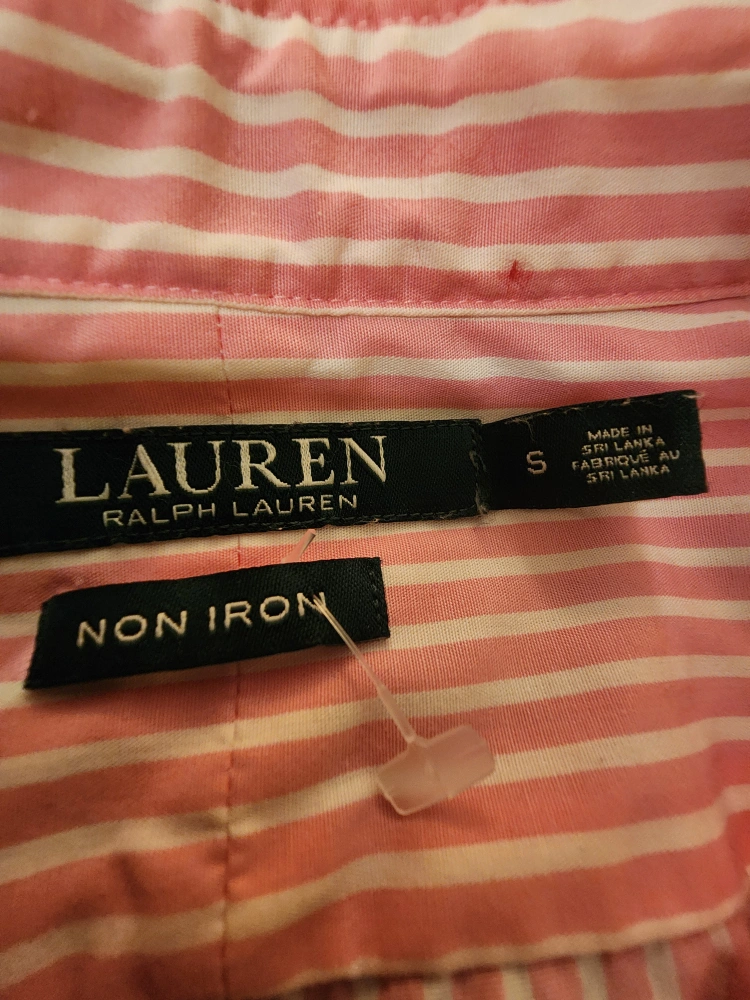 LAUREN
RALPH LAUREN
S
MADE IN
SRI LANKA
FABRIQUÉ AU
SRI LANKA
NON IRON